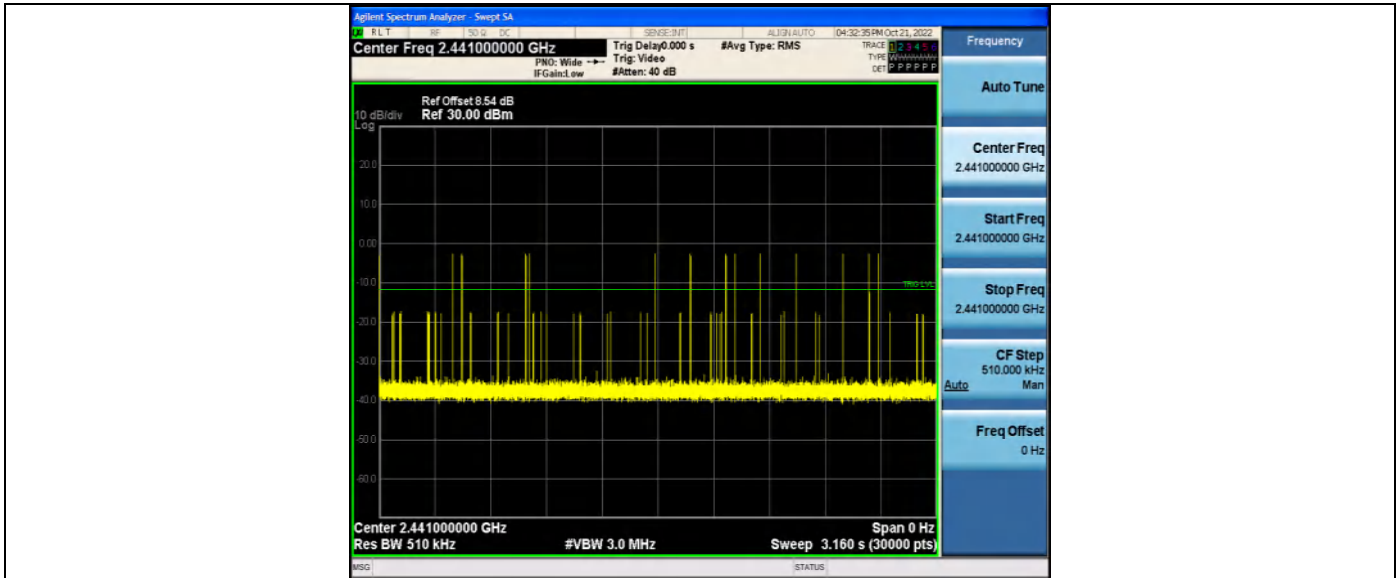 Agilent Spectrum Analyzer - Swept SA
RLT RF 50 Ω DC SENSE:INT ALIGN AUTO 04:32:35 PM Oct 21, 2022
Center Freq 2.441000000 GHz
PNO: Wide
IFGain:Low
Trig Delay0.000 s
Trig: Video
#Atten: 40 dB
#Avg Type: RMS
TRACE 1 2 3 4 5 6
TYPE
DET P P P P P P
Ref Offset 8.54 dB
10 dB/div Ref 30.00 dBm
Log
20.0
10.0
0.00
-10.0
TRIG LVL
-20.0
-30.0
-40.0
-50.0
-60.0
Center 2.441000000 GHz Span 0 Hz
Res BW 510 kHz #VBW 3.0 MHz Sweep 3.160 s (30000 pts)
MSG STATUS
Frequency
Auto Tune
Center Freq
2.441000000 GHz
Start Freq
2.441000000 GHz
Stop Freq
2.441000000 GHz
CF Step
510.000 kHz
Auto Man
Freq Offset
0 Hz